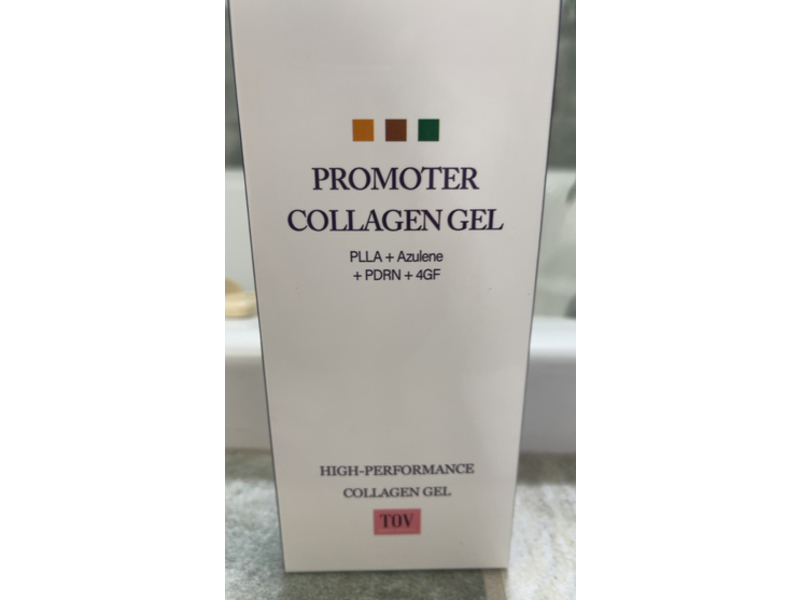 PROMOTER
COLLAGEN GEL
PLLA + Azulene
+ PDRN + 4GF
HIGH-PERFORMANCE
COLLAGEN GEL
TOV